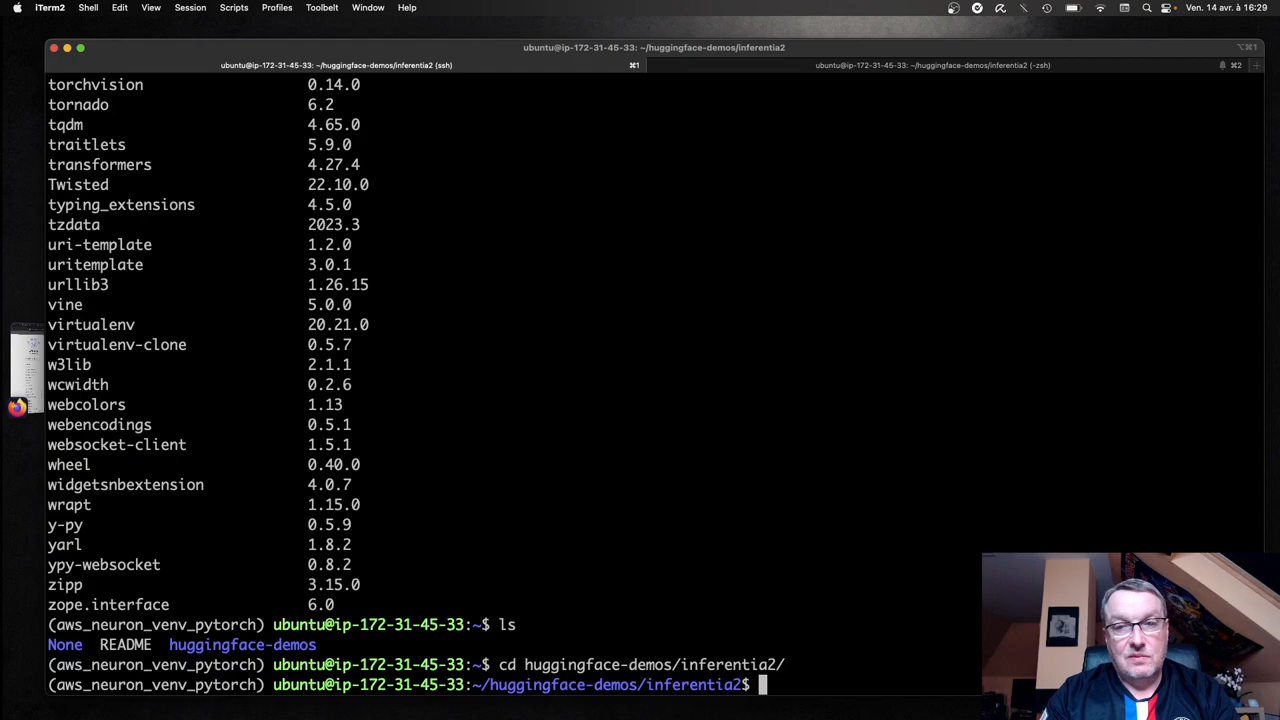 iTerm2 Shell Edit View Session Scripts Profiles Toolbelt Window Help Ven. 14 avr. à 16:29
ubuntu@ip-172-31-45-33: ~/huggingface-demos/inferentia2 ⌥⌘1
ubuntu@ip-172-31-45-33: ~/huggingface-demos/inferentia2 (ssh) ⌘1 ubuntu@ip-172-31-45-33: ~/huggingface-demos/inferentia2 (-zsh) ⌘2
torchvision 0.14.0
tornado 6.2
tqdm 4.65.0
traitlets 5.9.0
transformers 4.27.4
Twisted 22.10.0
typing_extensions 4.5.0
tzdata 2023.3
uri-template 1.2.0
uritemplate 3.0.1
urllib3 1.26.15
vine 5.0.0
virtualenv 20.21.0
virtualenv-clone 0.5.7
w3lib 2.1.1
wcwidth 0.2.6
webcolors 1.13
webencodings 0.5.1
websocket-client 1.5.1
wheel 0.40.0
widgetsnbextension 4.0.7
wrapt 1.15.0
y-py 0.5.9
yarl 1.8.2
ypy-websocket 0.8.2
zipp 3.15.0
zope.interface 6.0
(aws_neuron_venv_pytorch) ubuntu@ip-172-31-45-33:~$ ls
None README huggingface-demos
(aws_neuron_venv_pytorch) ubuntu@ip-172-31-45-33:~$ cd huggingface-demos/inferentia2/
(aws_neuron_venv_pytorch) ubuntu@ip-172-31-45-33:~/huggingface-demos/inferentia2$